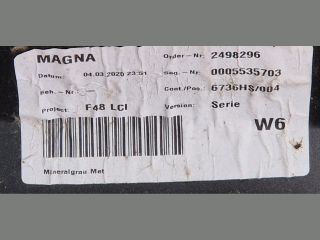 MAGNA Order-Nr: 2498296
Datum: 04.03.2020 23:51 Seq.-Nr: 0005535703
Beh.-Nr: --- Cont./Pos.: 6736HS/004
Project: F48 LCI Version: Serie
W6
Mineralgrau Met